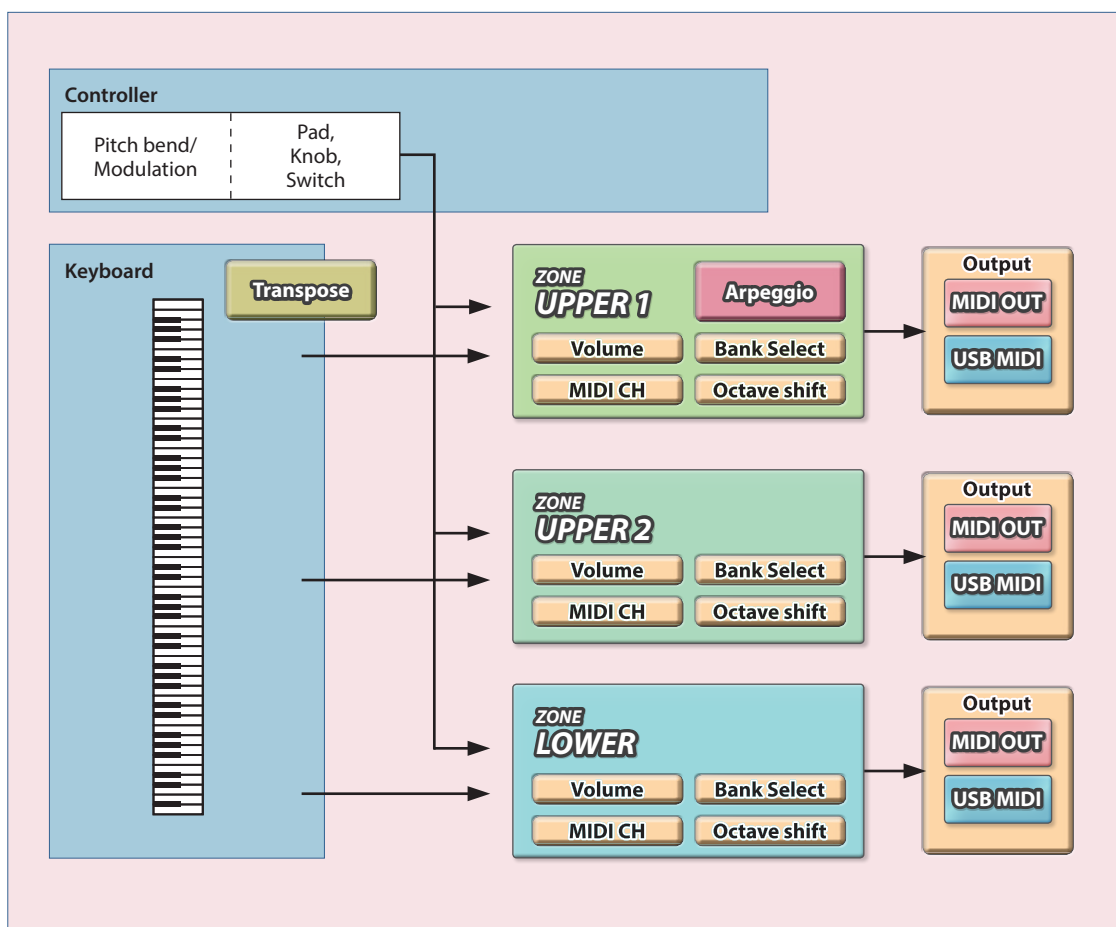 Controller
Pitch bend/
Modulation
Pad,
Knob,
Switch
Keyboard
Transpose
ZONE
UPPER 1
Arpeggio
Volume
Bank Select
MIDI CH
Octave shift
Output
MIDI OUT
USB MIDI
ZONE
UPPER 2
Volume
Bank Select
MIDI CH
Octave shift
Output
MIDI OUT
USB MIDI
ZONE
LOWER
Volume
Bank Select
MIDI CH
Octave shift
Output
MIDI OUT
USB MIDI